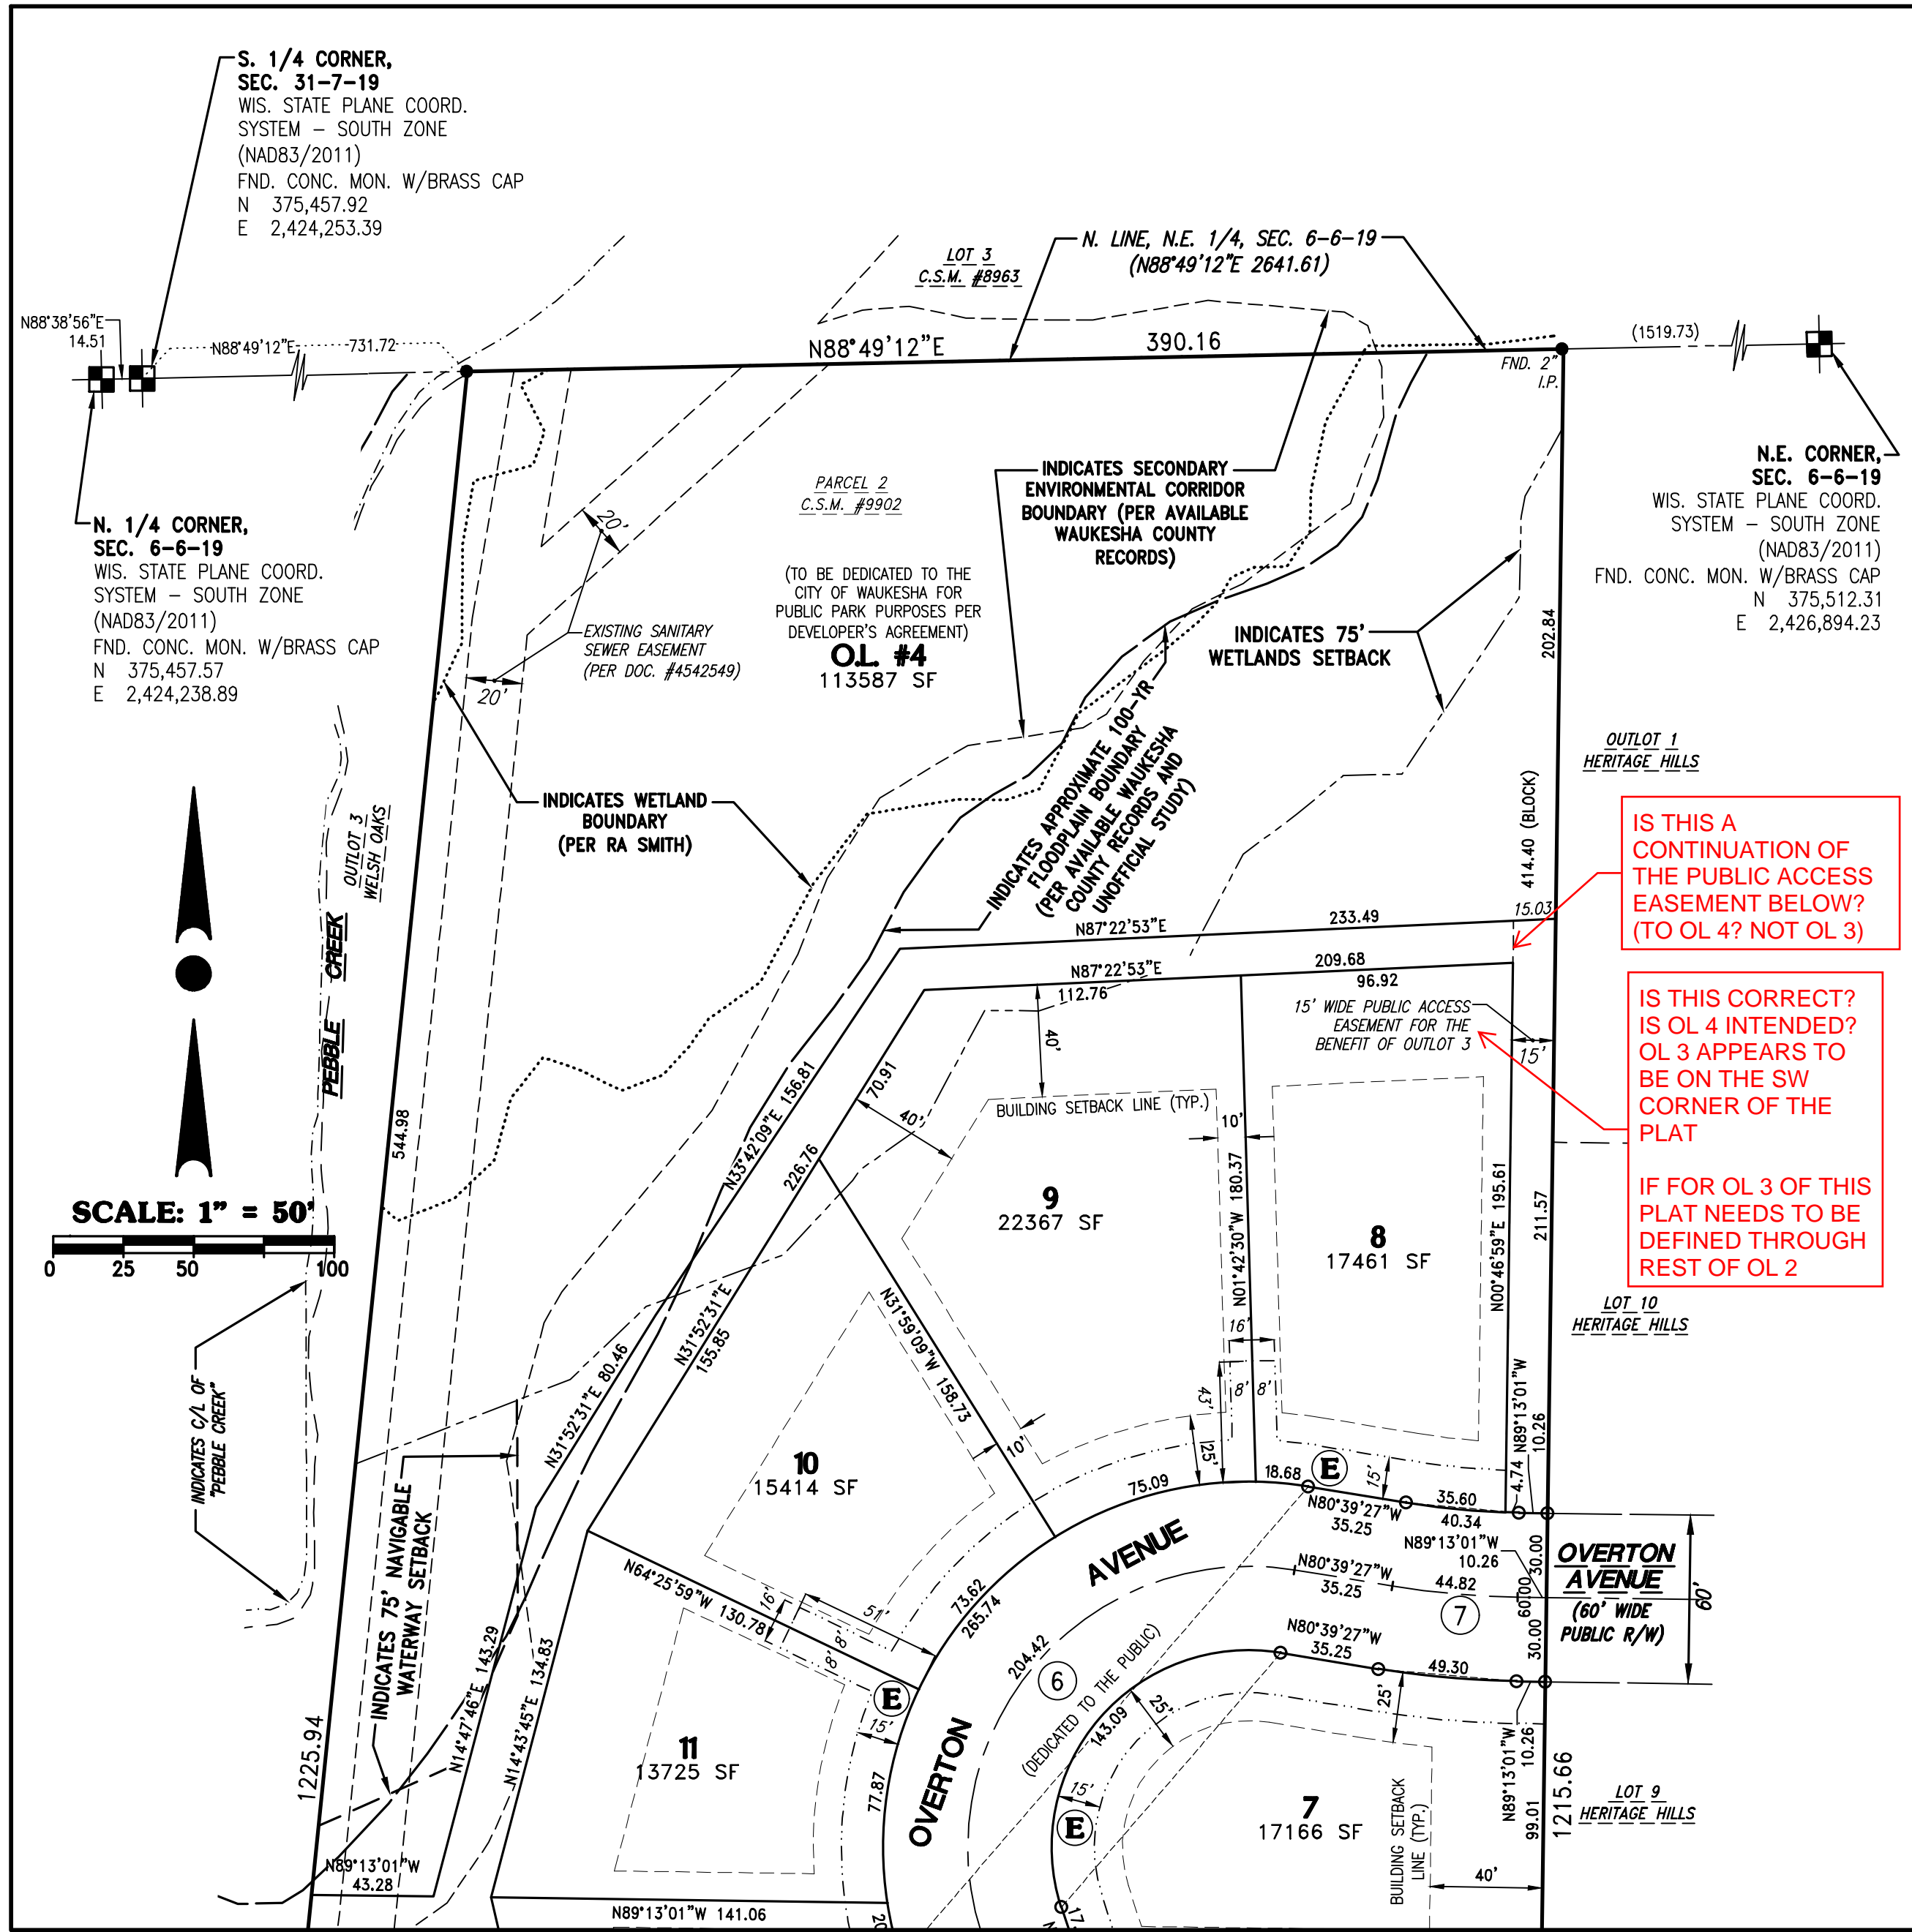 S. 1/4 CORNER,
SEC. 31-7-19
WIS. STATE PLANE COORD.
SYSTEM – SOUTH ZONE
(NAD83/2011)
FND. CONC. MON. W/BRASS CAP
N 375,457.92
E 2,424,253.39
LOT 3
C.S.M. #8963
N. LINE, N.E. 1/4, SEC. 6-6-19
(N88°49'12"E 2641.61)
N88°38'56"E
14.51
N88°49'12"E
731.72
N88°49'12"E
390.16
(1519.73)
FND. 2"
I.P.
N.E. CORNER,
SEC. 6-6-19
WIS. STATE PLANE COORD.
SYSTEM – SOUTH ZONE
(NAD83/2011)
FND. CONC. MON. W/BRASS CAP
N 375,512.31
E 2,426,894.23
N. 1/4 CORNER,
SEC. 6-6-19
WIS. STATE PLANE COORD.
SYSTEM – SOUTH ZONE
(NAD83/2011)
FND. CONC. MON. W/BRASS CAP
N 375,457.57
E 2,424,238.89
PARCEL 2
C.S.M. #9902
INDICATES SECONDARY
ENVIRONMENTAL CORRIDOR
BOUNDARY (PER AVAILABLE
WAUKESHA COUNTY
RECORDS)
20'
(TO BE DEDICATED TO THE
CITY OF WAUKESHA FOR
PUBLIC PARK PURPOSES PER
DEVELOPER'S AGREEMENT)
O.L. #4
113587 SF
EXISTING SANITARY
SEWER EASEMENT
(PER DOC. #4542549)
20'
INDICATES 75'
WETLANDS SETBACK
202.84
INDICATES APPROXIMATE 100-YR
FLOODPLAIN BOUNDARY
(PER AVAILABLE WAUKESHA
COUNTY RECORDS AND
UNOFFICIAL STUDY)
OUTLOT 1
HERITAGE HILLS
414.40 (BLOCK)
INDICATES WETLAND
BOUNDARY
(PER RA SMITH)
OUTLOT 3
WELSH OAKS
PEBBLE CREEK
IS THIS A
CONTINUATION OF
THE PUBLIC ACCESS
EASEMENT BELOW?
(TO OL 4? NOT OL 3)
15.03
233.49
N87°22'53"E
209.68
N87°22'53"E
96.92
112.76
15' WIDE PUBLIC ACCESS
EASEMENT FOR THE
BENEFIT OF OUTLOT 3
15'
IS THIS CORRECT?
IS OL 4 INTENDED?
OL 3 APPEARS TO
BE ON THE SW
CORNER OF THE
PLAT
IF FOR OL 3 OF THIS
PLAT NEEDS TO BE
DEFINED THROUGH
REST OF OL 2
40'
70.91
BUILDING SETBACK LINE (TYP.)
40'
10'
N33°42'09"E 156.81
544.98
226.76
SCALE: 1" = 50'
0 25 50 100
9
22367 SF
N01°42'30"W 180.37
8
17461 SF
N00°46'59"E 195.61
211.57
LOT 10
HERITAGE HILLS
N31°52'31"E
155.85
N31°59'09"W 158.73
16'
8' 8'
43'
N31°52'31"E 80.46
INDICATES C/L OF
"PEBBLE CREEK"
10'
25'
10
15414 SF
75.09
18.68
E
15'
N80°39'27"W
35.25
35.60
40.34
4.74
N89°13'01"W
10.26
N89°13'01"W
10.26
30.00
OVERTON
AVENUE
(60' WIDE
PUBLIC R/W)
60'
60.00
30.00
INDICATES 75' NAVIGABLE
WATERWAY SETBACK
N64°25'59"W 130.78
16'
51'
8'
8'
73.62
265.74
OVERTON AVENUE
N80°39'27"W
35.25
44.82
7
N80°39'27"W
35.25
49.30
204.42
6
(DEDICATED TO THE PUBLIC)
25'
25'
143.09
N14°47'46"E 143.29
N14°43'45"E 134.83
E
15'
11
13725 SF
77.87
15'
E
7
17166 SF
BUILDING SETBACK
LINE (TYP.)
N89°13'01"W
10.26
99.01
1215.66
LOT 9
HERITAGE HILLS
40'
1225.94
N89°13'01"W
43.28
N89°13'01"W 141.06